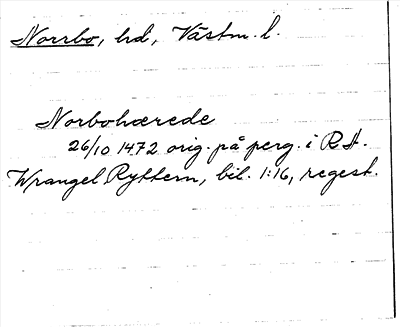 Norrbo, hd, Västm. l.
Norbohærede
26/10 1472 orig. på perg. i RA.
Wrangel Ryttern, bil. 1:16, regest.